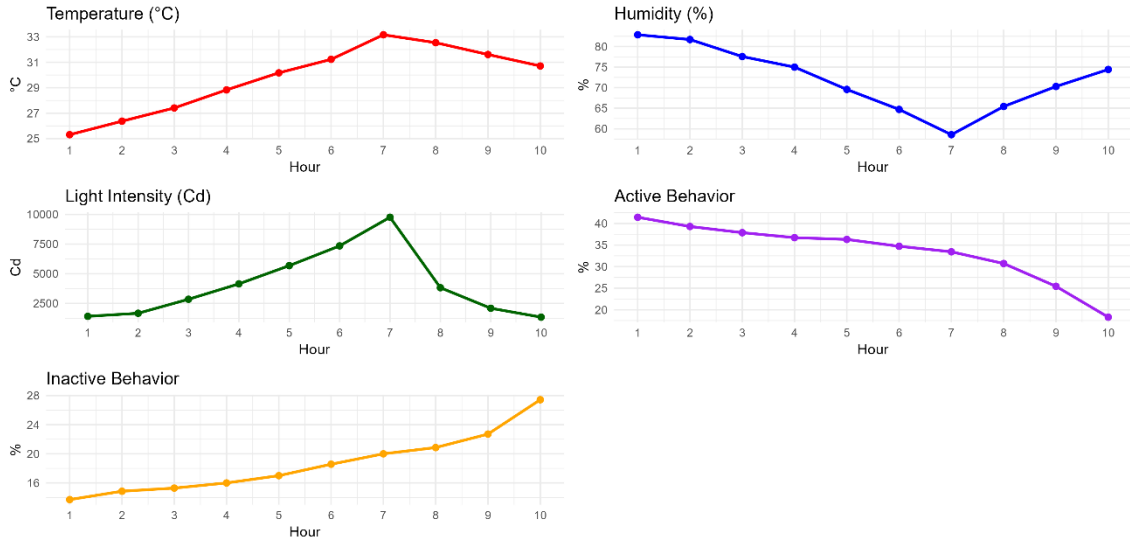 Temperature (°C)
33
31
29
27
25
°C
1 2 3 4 5 6 7 8 9 10
Hour
Humidity (%)
80
75
70
65
60
%
1 2 3 4 5 6 7 8 9 10
Hour
Light Intensity (Cd)
10000
7500
5000
2500
Cd
1 2 3 4 5 6 7 8 9 10
Hour
Active Behavior
40
35
30
25
20
%
1 2 3 4 5 6 7 8 9 10
Hour
Inactive Behavior
28
24
20
16
%
1 2 3 4 5 6 7 8 9 10
Hour